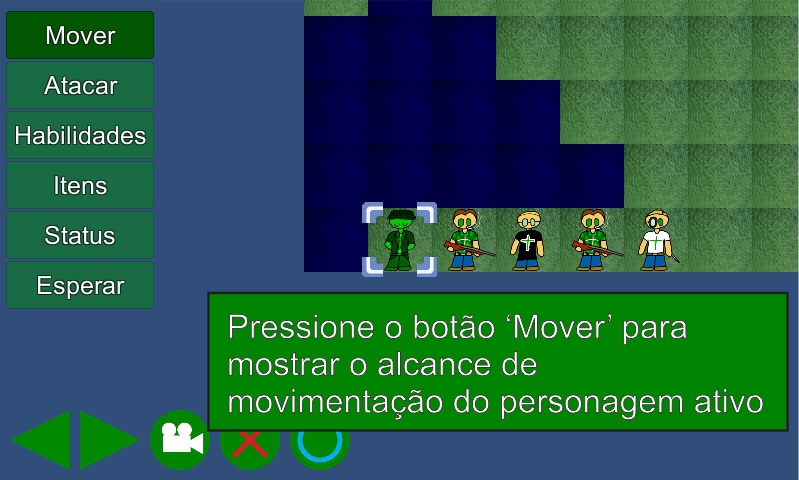 Mover
Atacar
Habilidades
Itens
Status
Esperar
Pressione o botão ‘Mover’ para
mostrar o alcance de
movimentação do personagem ativo